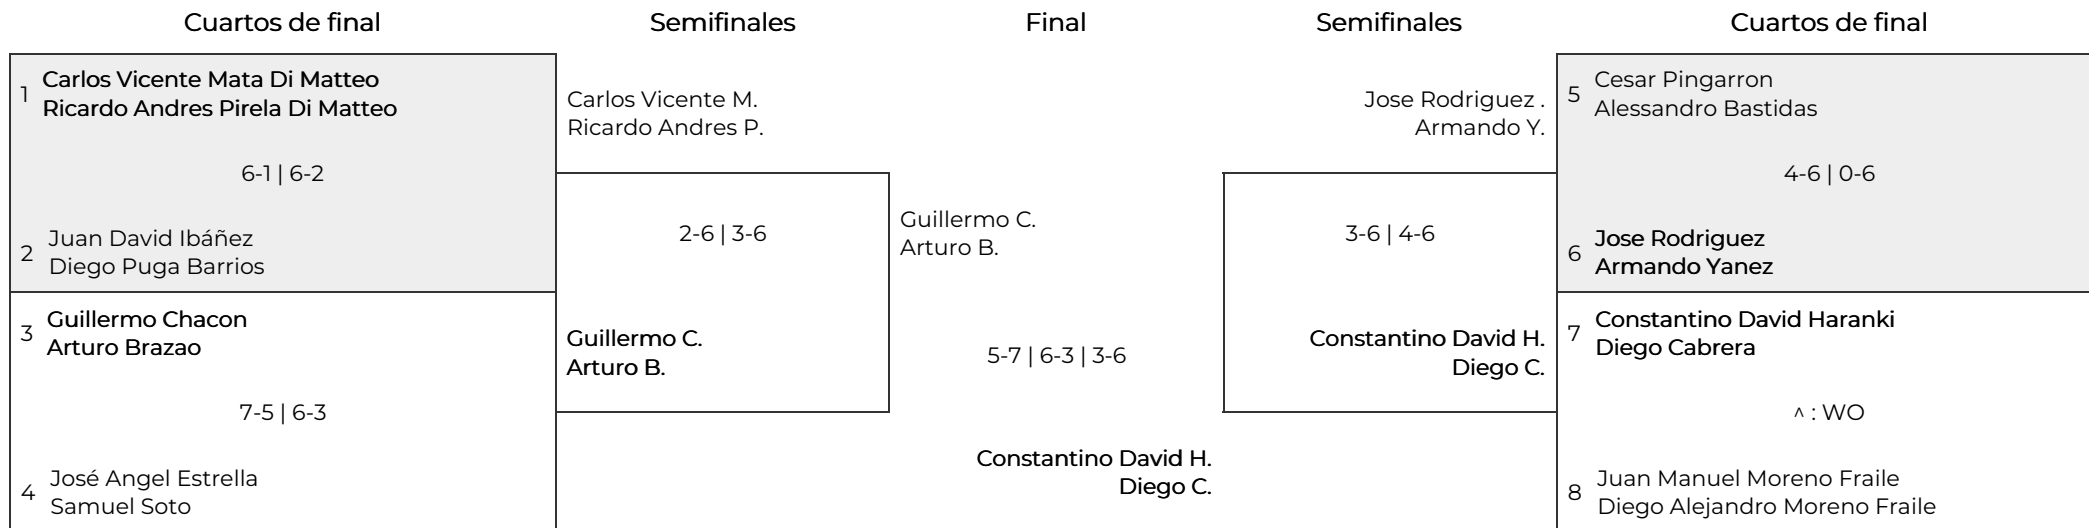 Cuartos de final
Semifinales
Final
Semifinales
Cuartos de final
1
Carlos Vicente Mata Di Matteo
Ricardo Andres Pirela Di Matteo
6-1 | 6-2
2
Juan David Ibáñez
Diego Puga Barrios
3
Guillermo Chacon
Arturo Brazao
7-5 | 6-3
4
José Angel Estrella
Samuel Soto
Carlos Vicente M.
Ricardo Andres P.
2-6 | 3-6
Guillermo C.
Arturo B.
Guillermo C.
Arturo B.
5-7 | 6-3 | 3-6
Constantino David H.
Diego C.
Jose Rodriguez .
Armando Y.
3-6 | 4-6
Constantino David H.
Diego C.
5
Cesar Pingarron
Alessandro Bastidas
4-6 | 0-6
6
Jose Rodriguez
Armando Yanez
7
Constantino David Haranki
Diego Cabrera
^ : WO
8
Juan Manuel Moreno Fraile
Diego Alejandro Moreno Fraile